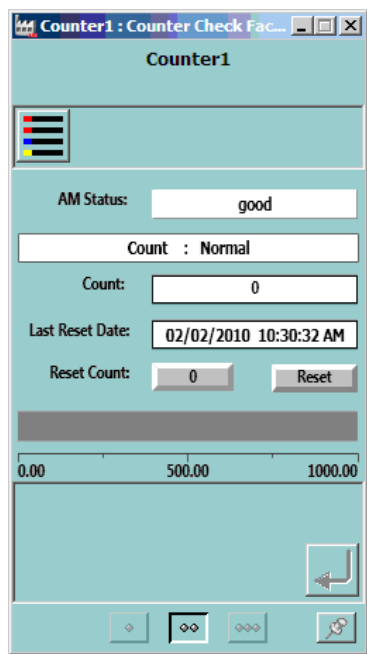 Counter1 : Counter Check Fac...
Counter1
AM Status: good
Count : Normal
Count: 0
Last Reset Date: 02/02/2010 10:30:32 AM
Reset Count: 0 Reset
0.00 500.00 1000.00